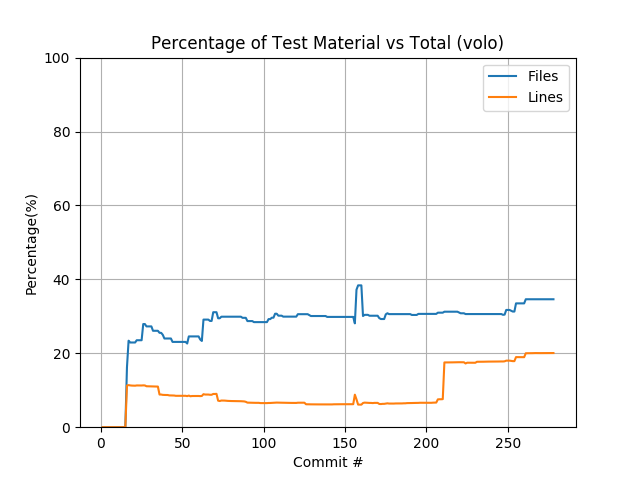 Percentage of Test Material vs Total (volo)
100
80
60
40
20
0
Percentage(%)
Files
Lines
0 50 100 150 200 250
Commit #